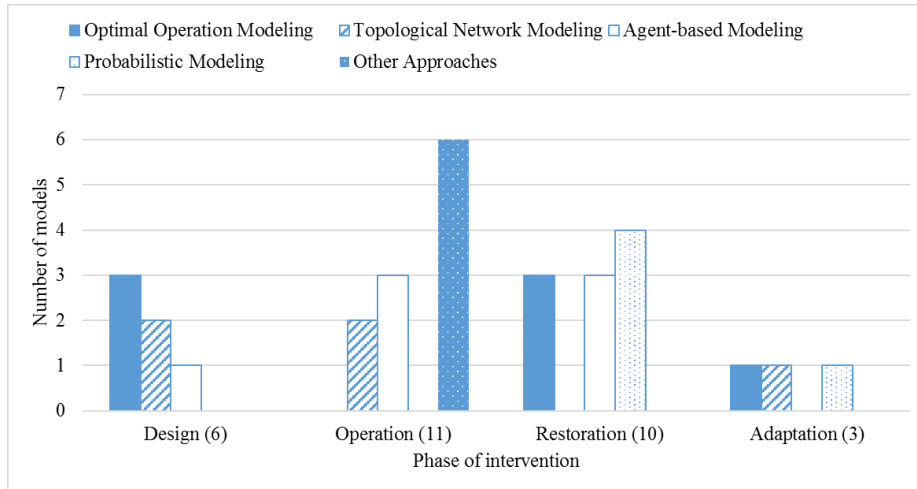 Optimal Operation Modeling Topological Network Modeling Agent-based Modeling
Probabilistic Modeling Other Approaches
7
6
5
4
3
2
1
0
Number of models
Design (6) Operation (11) Restoration (10) Adaptation (3)
Phase of intervention